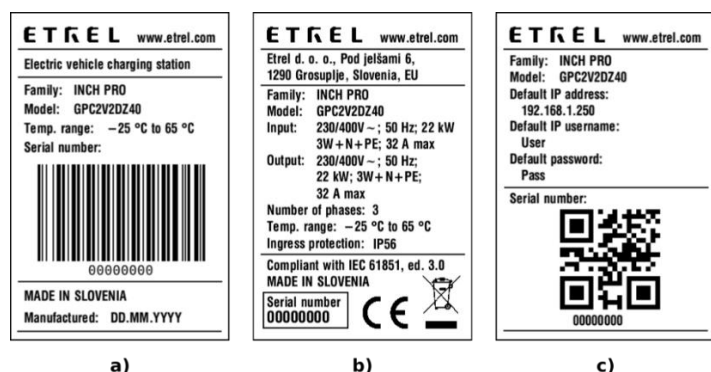 ETREL www.etrel.com
Electric vehicle charging station
Family: INCH PRO
Model: GPC2V2DZ40
Temp. range: −25 °C to 65 °C
Serial number:
00000000
MADE IN SLOVENIA
Manufactured: DD.MM.YYYY
a)
ETREL www.etrel.com
Etrel d. o. o., Pod jelšami 6,
1290 Grosuplje, Slovenia, EU
Family: INCH PRO
Model: GPC2V2DZ40
Input: 230/400V ~; 50 Hz; 22 kW
3W+N+PE; 32 A max
Output: 230/400V ~; 50 Hz;
22 kW; 3W+N+PE;
32 A max
Number of phases: 3
Temp. range: −25 °C to 65 °C
Ingress protection: IP56
Compliant with IEC 61851, ed. 3.0
MADE IN SLOVENIA
Serial number
00000000
CE
b)
ETREL www.etrel.com
Family: INCH PRO
Model: GPC2V2DZ40
Default IP address:
192.168.1.250
Default IP username:
User
Default password:
Pass
Serial number:
00000000
c)